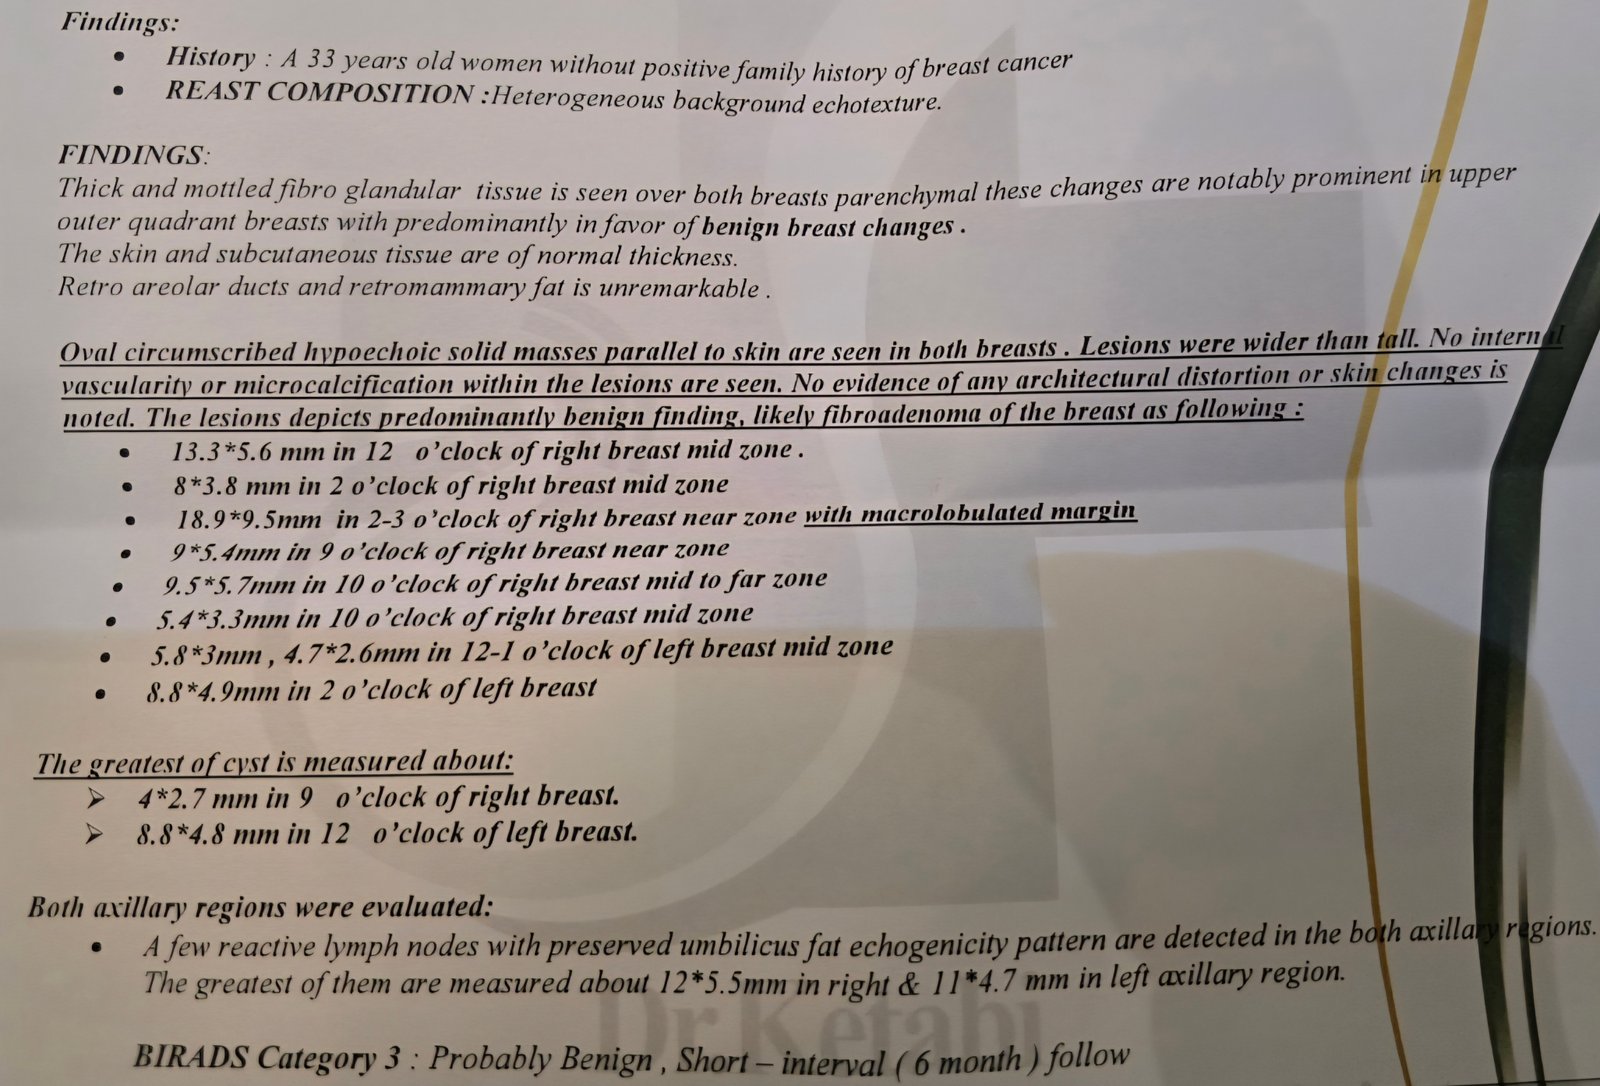 Findings:
• History : A 33 years old women without positive family history of breast cancer
• REAST COMPOSITION :Heterogeneous background echotexture.
FINDINGS:
Thick and mottled fibro glandular tissue is seen over both breasts parenchymal these changes are notably prominent in upper
outer quadrant breasts with predominantly in favor of benign breast changes .
The skin and subcutaneous tissue are of normal thickness.
Retro areolar ducts and retromammary fat is unremarkable .
Oval circumscribed hypoechoic solid masses parallel to skin are seen in both breasts . Lesions were wider than tall. No internal
vascularity or microcalcification within the lesions are seen. No evidence of any architectural distortion or skin changes is
noted. The lesions depicts predominantly benign finding, likely fibroadenoma of the breast as following :
• 13.3*5.6 mm in 12 o'clock of right breast mid zone .
• 8*3.8 mm in 2 o'clock of right breast mid zone
• 18.9*9.5mm in 2-3 o'clock of right breast near zone with macrolobulated margin
• 9*5.4mm in 9 o'clock of right breast near zone
• 9.5*5.7mm in 10 o'clock of right breast mid to far zone
• 5.4*3.3mm in 10 o'clock of right breast mid zone
• 5.8*3mm , 4.7*2.6mm in 12-1 o'clock of left breast mid zone
• 8.8*4.9mm in 2 o'clock of left breast
The greatest of cyst is measured about:
➢ 4*2.7 mm in 9 o'clock of right breast.
➢ 8.8*4.8 mm in 12 o'clock of left breast.
Both axillary regions were evaluated:
• A few reactive lymph nodes with preserved umbilicus fat echogenicity pattern are detected in the both axillary regions.
The greatest of them are measured about 12*5.5mm in right & 11*4.7 mm in left axillary region.
Dr Ketabi
BIRADS Category 3 : Probably Benign , Short – interval ( 6 month ) follow